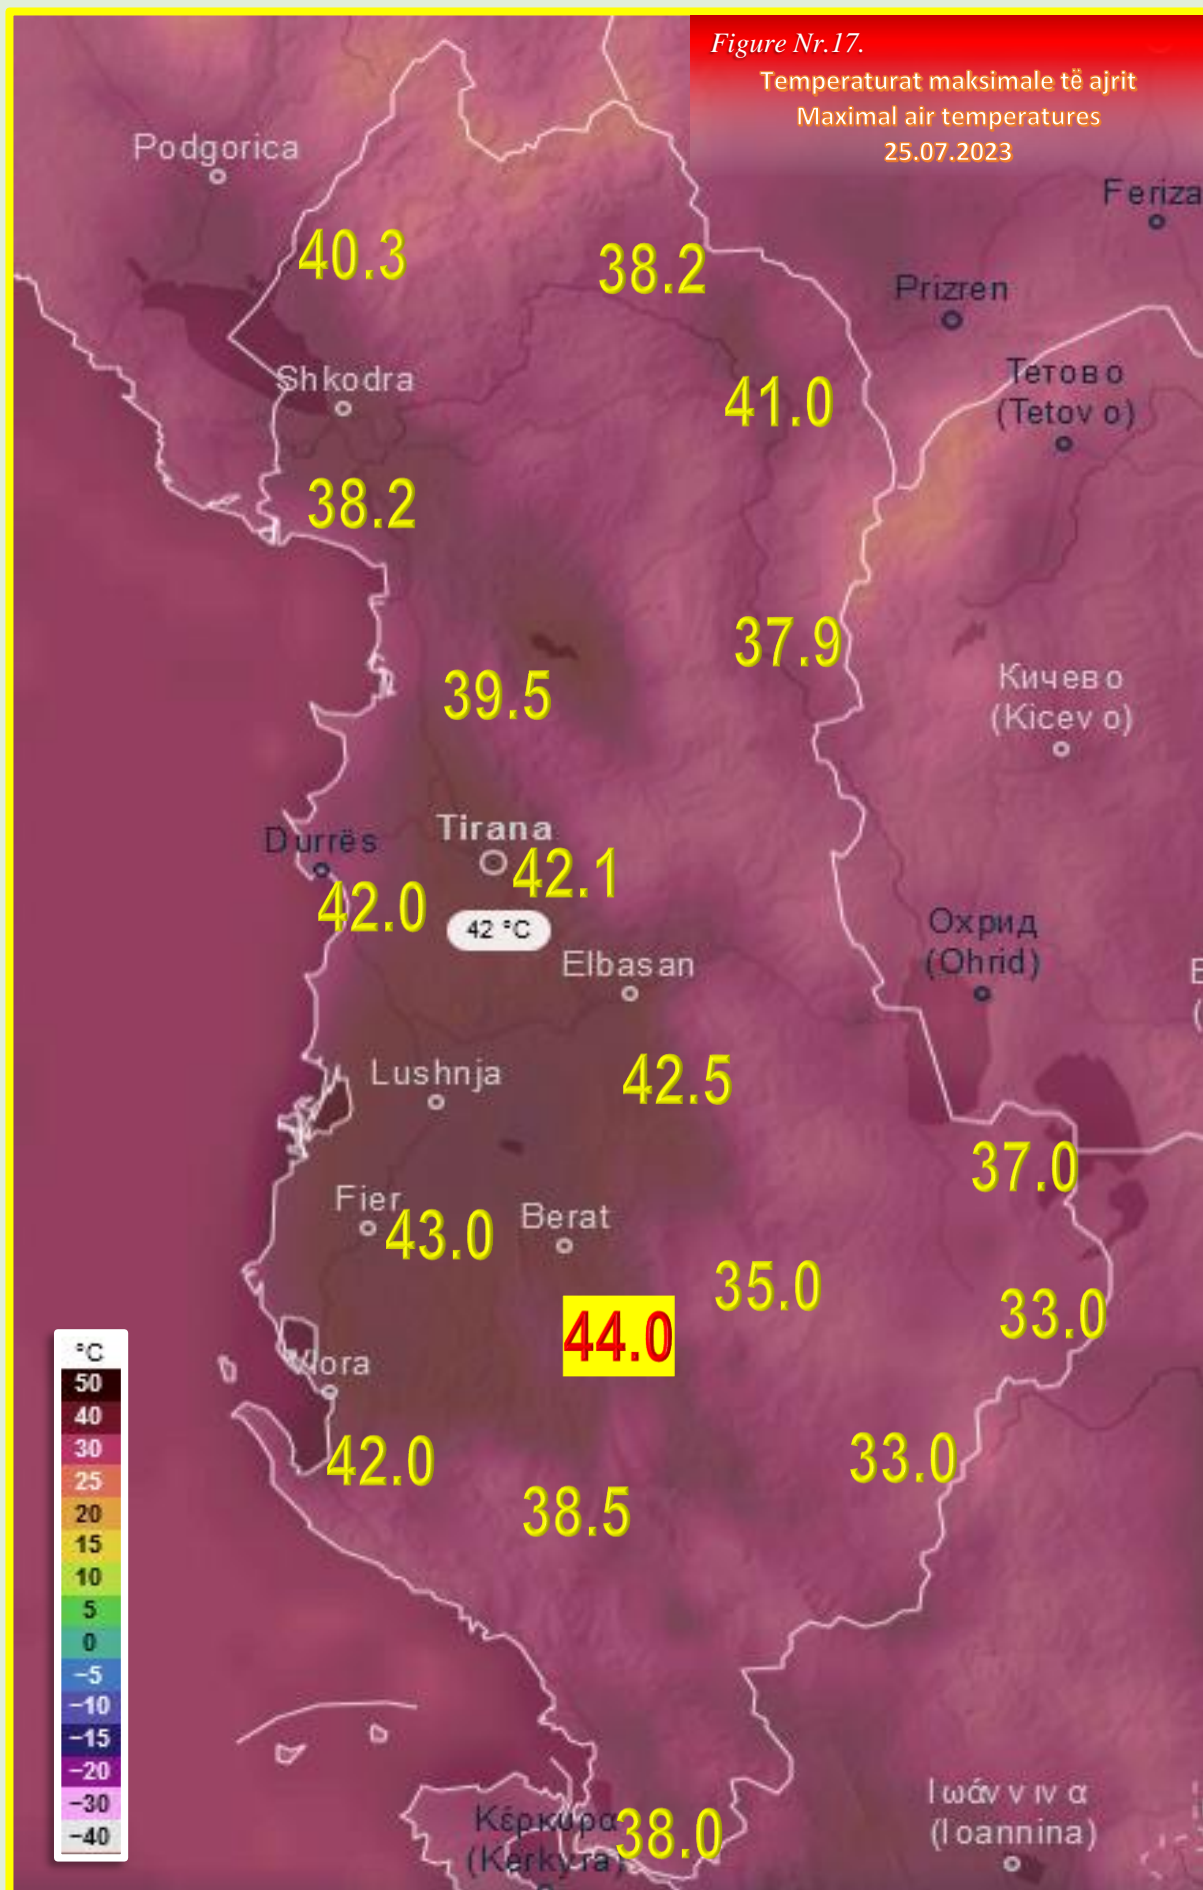 Figure Nr.17.
Temperaturat maksimale të ajrit
Maximal air temperatures
25.07.2023
Podgorica
Feriza
40.3
38.2
Prizren
Shkodra
Тетово
(Tetovo)
41.0
38.2
37.9
Кичево
(Kicevo)
39.5
Tirana
Durrës
42.1
42.0
42 °C
Охрид
(Ohrid)
Elbasan
Lushnja
42.5
37.0
Fier
43.0
Berat
35.0
33.0
44.0
Vlora
42.0
33.0
38.5
°C
50
40
30
25
20
15
10
5
0
−5
−10
−15
−20
−30
−40
Ιωάννινα
(Ioannina)
Κέρκυρα
(Kerkyra)
38.0